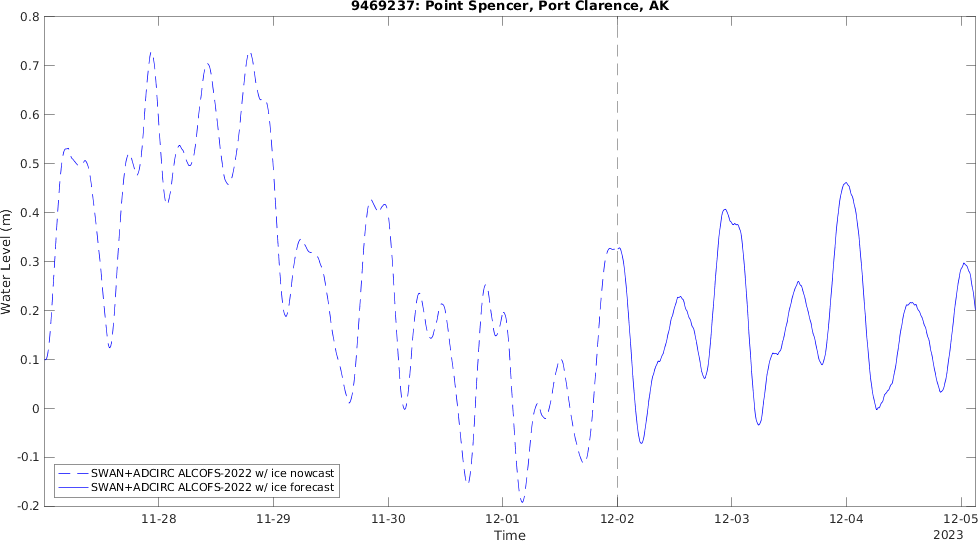 9469237: Point Spencer, Port Clarence, AK
0.8
0.7
0.6
0.5
0.4
0.3
0.2
0.1
0
-0.1
-0.2
Water Level (m)
SWAN+ADCIRC ALCOFS-2022 w/ ice nowcast
SWAN+ADCIRC ALCOFS-2022 w/ ice forecast
11-28 11-29 11-30 12-01 12-02 12-03 12-04 12-05
Time
2023